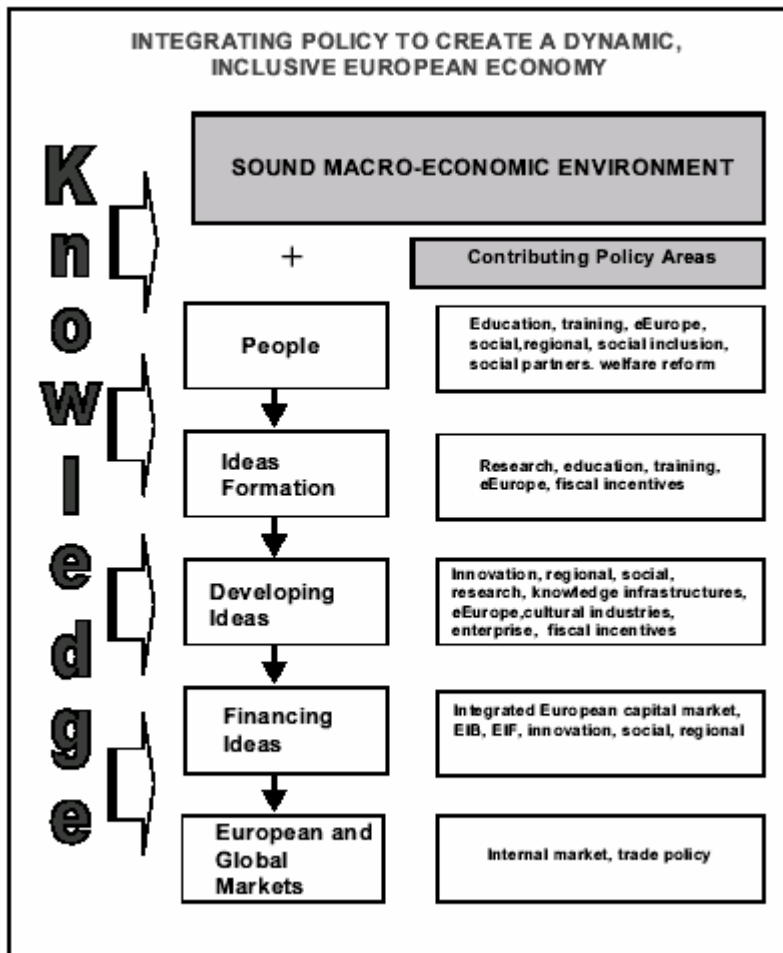 INTEGRATING POLICY TO CREATE A DYNAMIC,
INCLUSIVE EUROPEAN ECONOMY
Knowledge
SOUND MACRO-ECONOMIC ENVIRONMENT
+
Contributing Policy Areas
People
Education, training, eEurope,
social,regional, social inclusion,
social partners. welfare reform
Ideas
Formation
Research, education, training,
eEurope, fiscal incentives
Developing
Ideas
Innovation, regional, social,
research, knowledge infrastructures,
eEurope,cultural industries,
enterprise, fiscal incentives
Financing
Ideas
Integrated European capital market,
EIB, EIF, innovation, social, regional
European and
Global
Markets
Internal market, trade policy